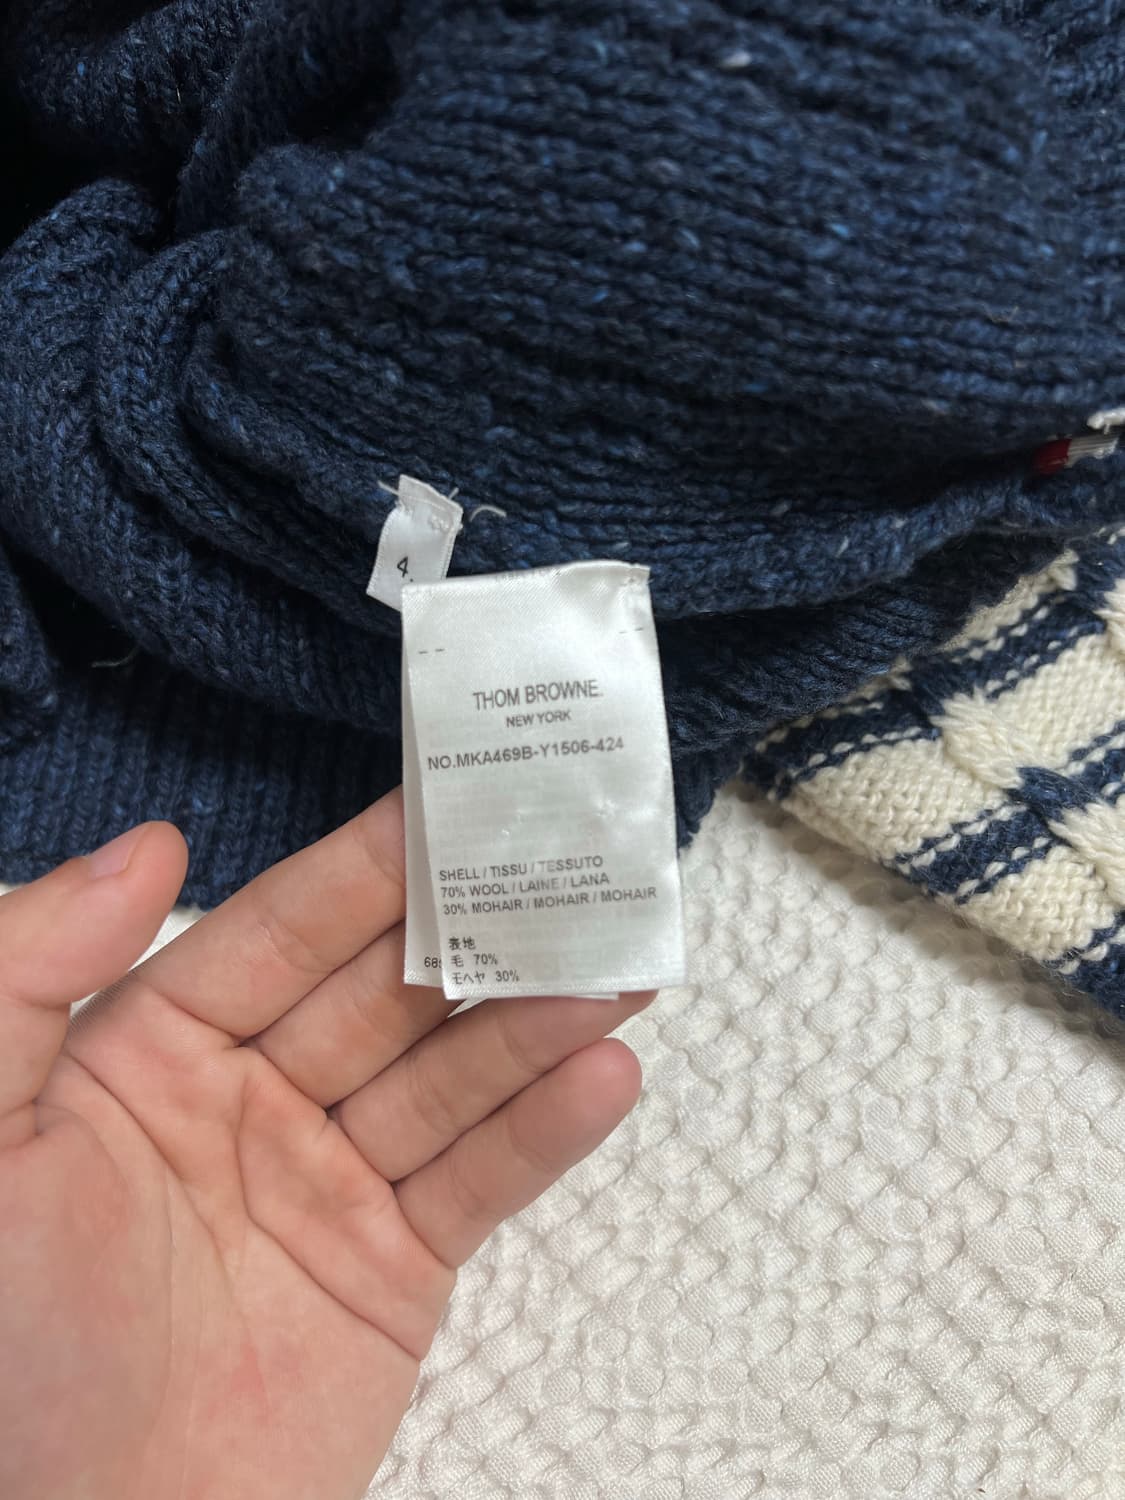 4
THOM BROWNE.
NEW YORK
NO.MKA469B-Y1506-424
SHELL / TISSU / TESSUTO
70% WOOL / LAINE / LANA
30% MOHAIR / MOHAIR / MOHAIR
表地
毛 70%
モヘヤ 30%